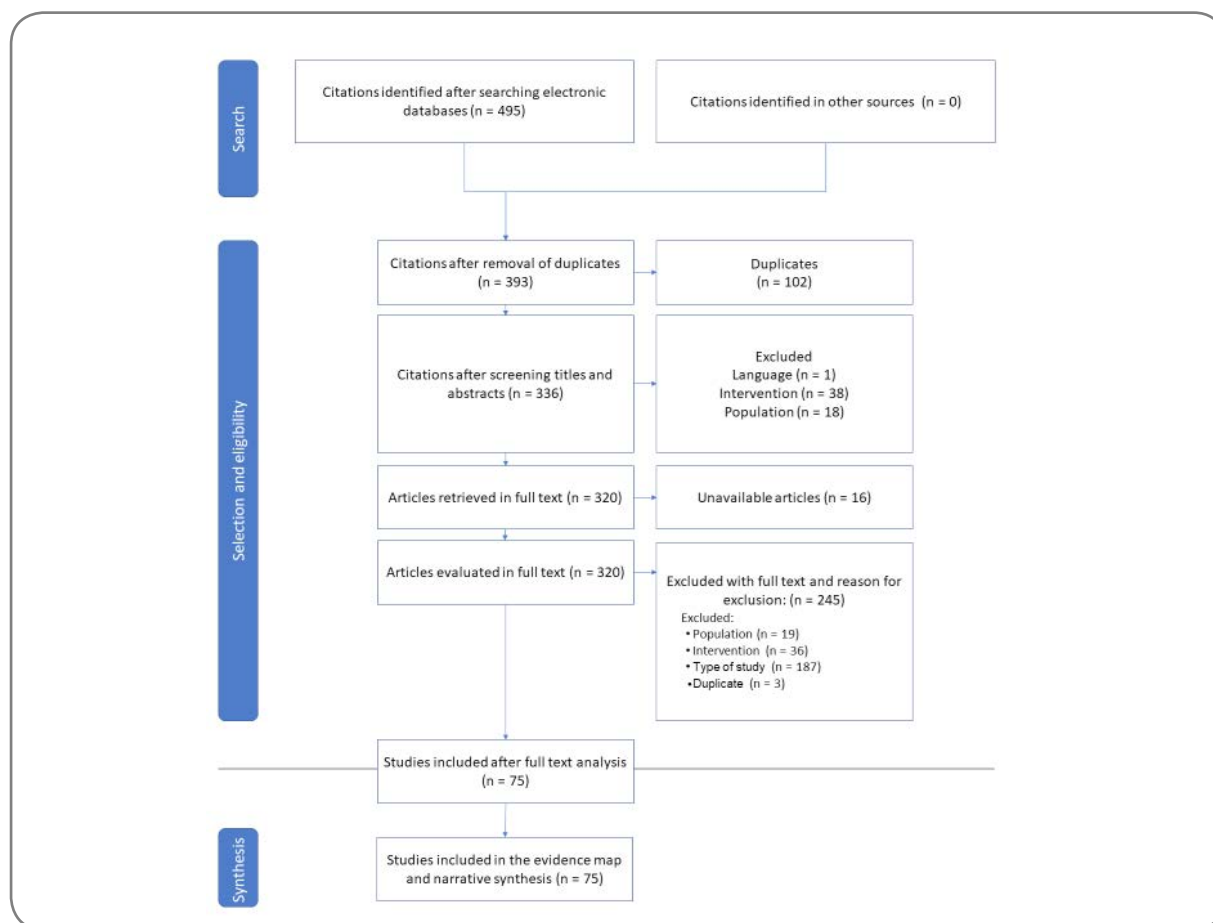 Search
Citations identified after searching electronic
databases (n = 495)
Citations identified in other sources (n = 0)
Selection and eligibility
Citations after removal of duplicates
(n = 393)
Duplicates
(n = 102)
Citations after screening titles and
abstracts (n = 336)
Excluded
Language (n = 1)
Intervention (n = 38)
Population (n = 18)
Articles retrieved in full text (n = 320)
Unavailable articles (n = 16)
Articles evaluated in full text (n = 320)
Excluded with full text and reason for
exclusion: (n = 245)
Excluded:
• Population (n = 19)
• Intervention (n = 36)
• Type of study (n = 187)
• Duplicate (n = 3)
Studies included after full text analysis
(n = 75)
Synthesis
Studies included in the evidence map
and narrative synthesis (n = 75)